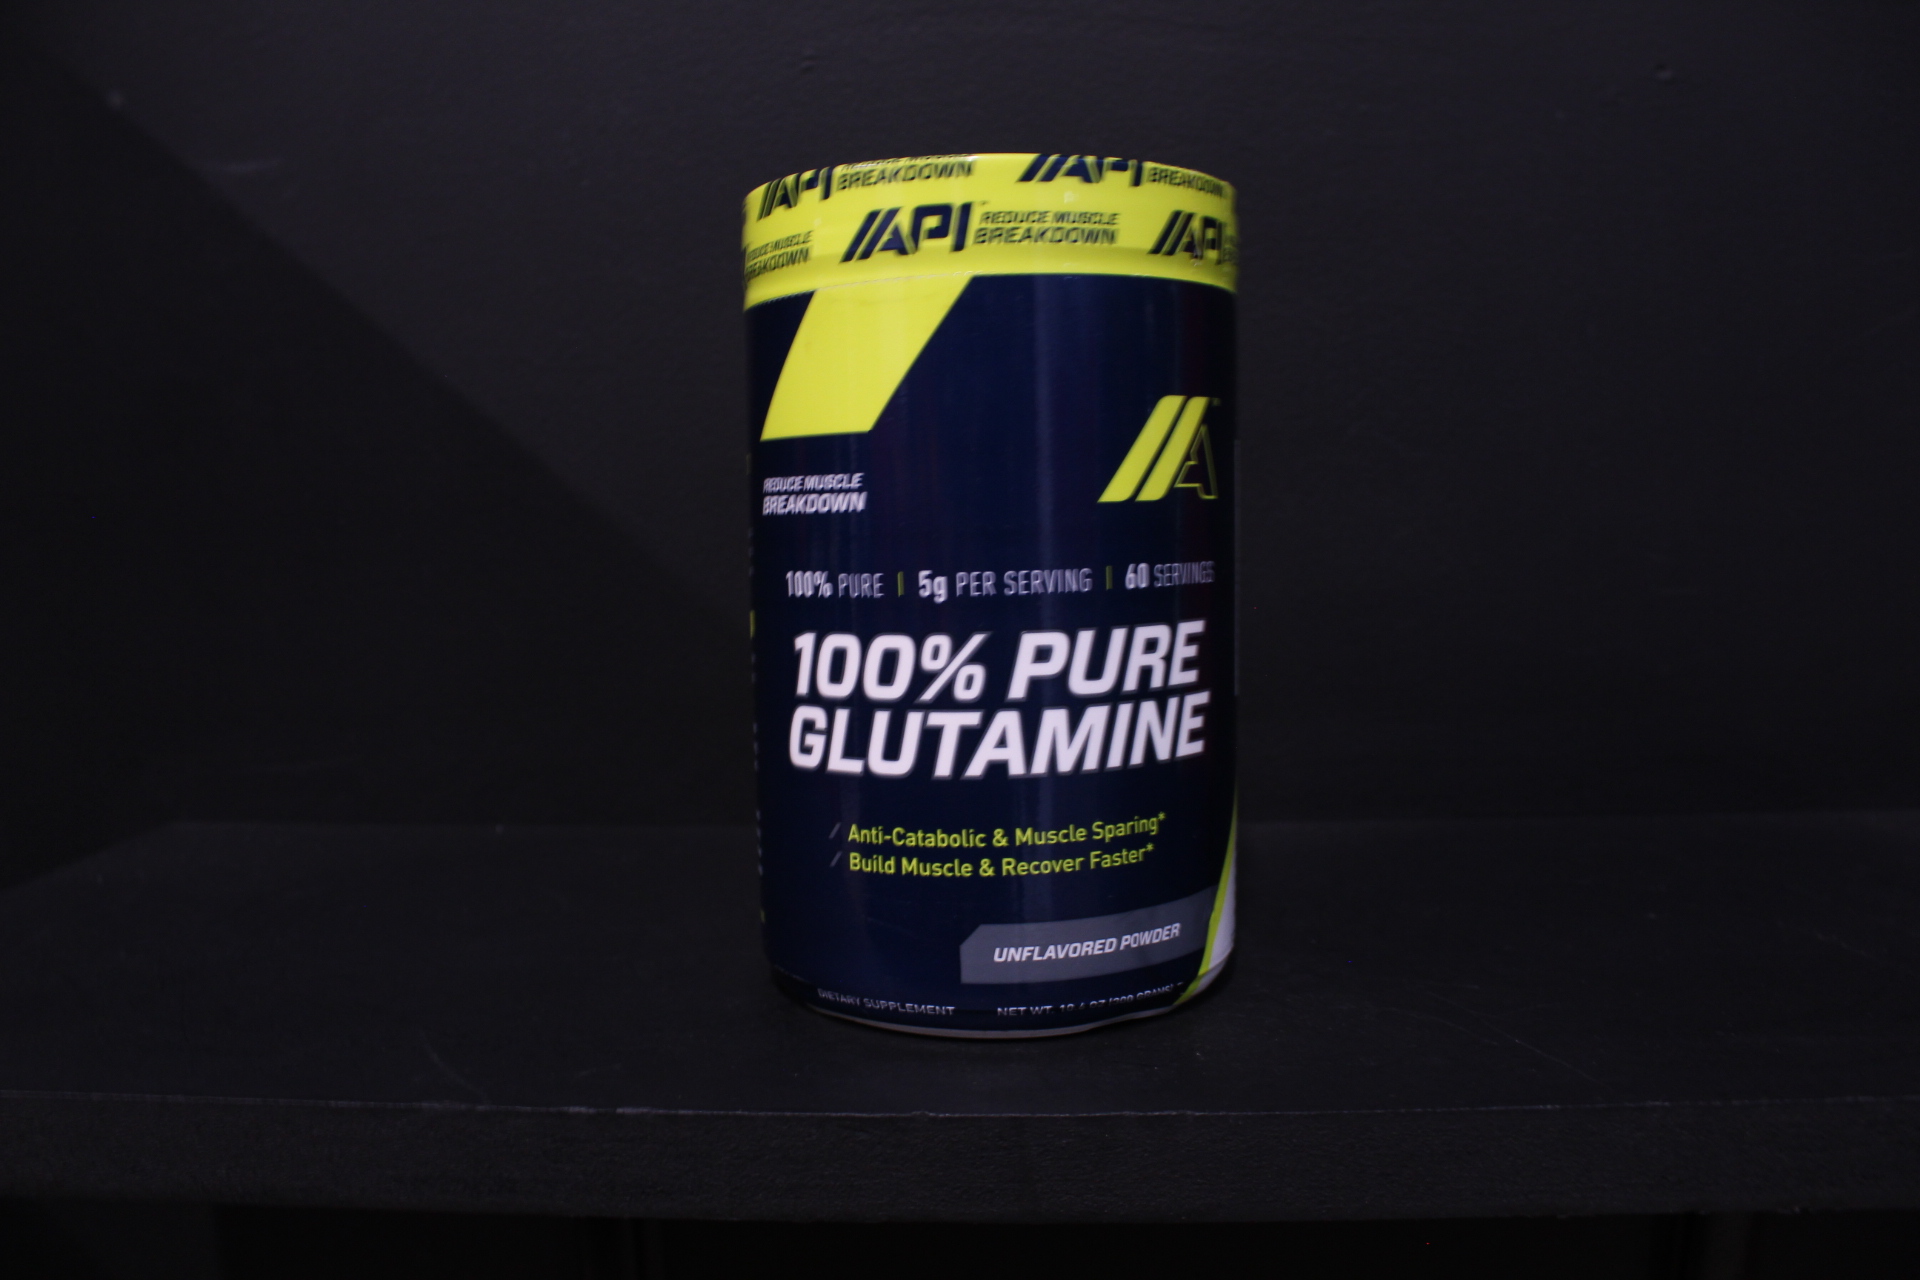 API BREAKDOWN API BREAKDOWN
REDUCE MUSCLE
BREAKDOWN
API REDUCE MUSCLE
BREAKDOWN
API
A
REDUCE MUSCLE
BREAKDOWN
100% PURE | 5g PER SERVING | 60 SERVINGS
100% PURE
GLUTAMINE
/ Anti-Catabolic & Muscle Sparing*
/ Build Muscle & Recover Faster*
UNFLAVORED POWDER
DIETARY SUPPLEMENT NET WT.